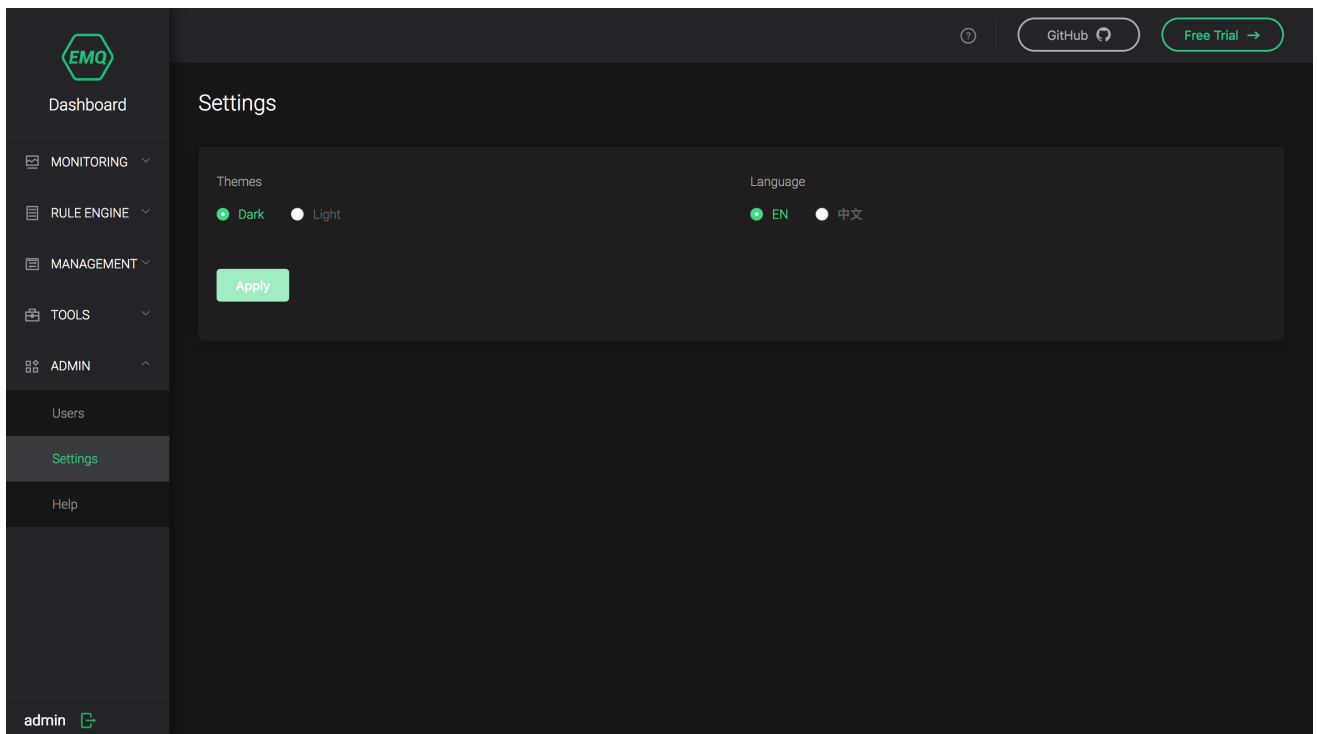 EMQ
Dashboard
MONITORING
RULE ENGINE
MANAGEMENT
TOOLS
ADMIN
Users
Settings
Help
admin
GitHub
Free Trial →
Settings
Themes
Dark Light
Language
EN 中文
Apply